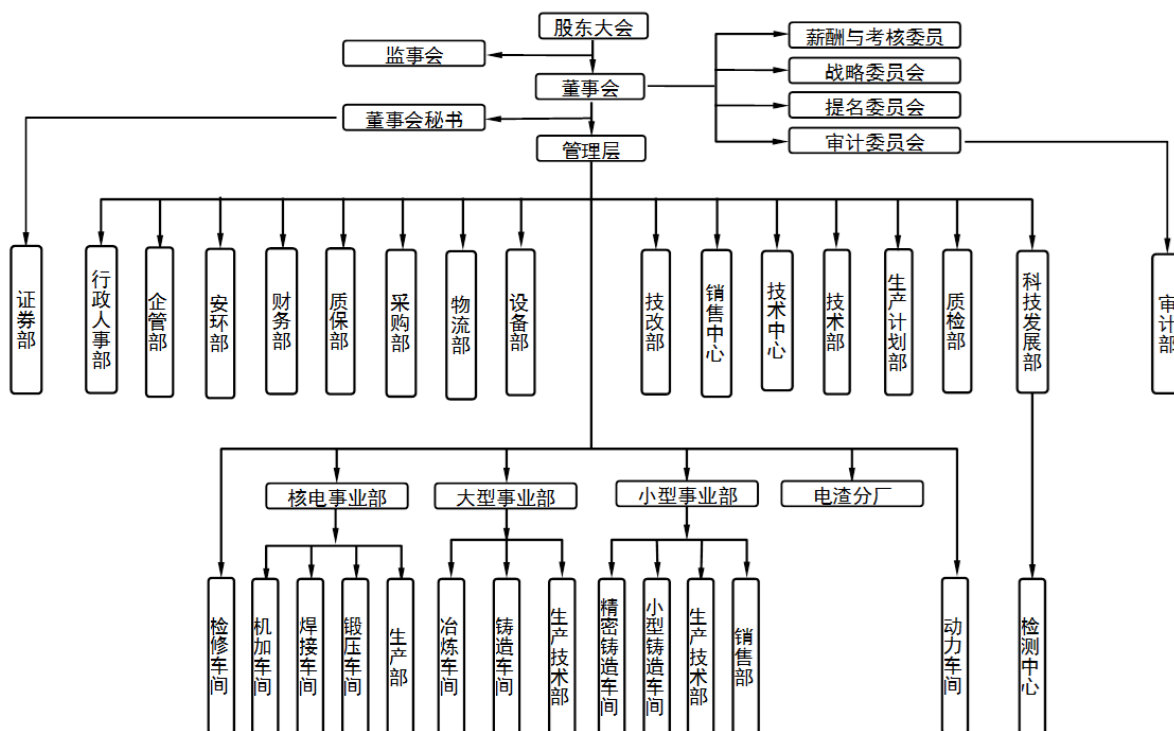 股东大会
监事会
薪酬与考核委员
战略委员会
董事会
提名委员会
董事会秘书
审计委员会
管理层
证券部
行政人事部
企管部
安环部
财务部
质保部
采购部
物流部
设备部
技改部
销售中心
技术中心
技术部
生产计划部
质检部
科技发展部
审计部
核电事业部
大型事业部
小型事业部
电渣分厂
检修车间
机加车间
焊接车间
锻压车间
生产部
冶炼车间
铸造车间
生产技术部
精密铸造车间
小型铸造车间
生产技术部
销售部
动力车间
检测中心